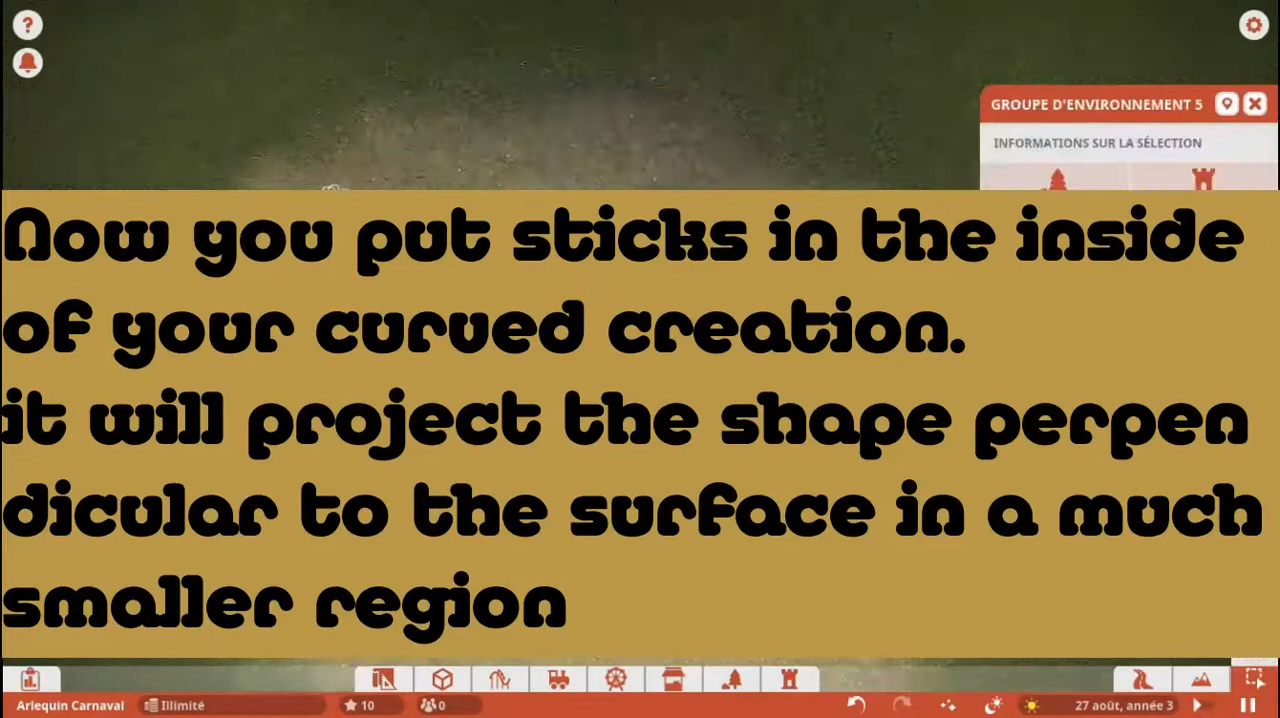 GROUPE D'ENVIRONNEMENT 5
INFORMATIONS SUR LA SÉLECTION
Now you put sticks in the inside
of your curved creation.
it will project the shape perpen
dicular to the surface in a much
smaller region
Arlequin Carnaval
Illimité
10
0
27 août, année 3